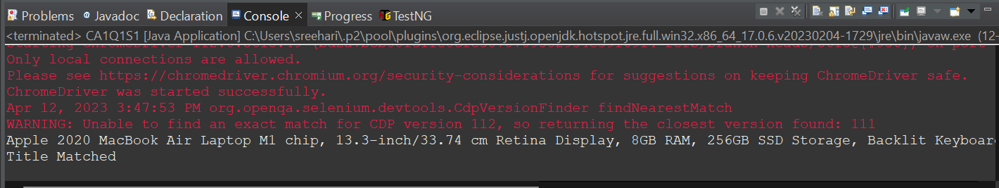 Problems Javadoc Declaration Console Progress TestNG
<terminated> CA1Q1S1 [Java Application] C:\Users\sreehari\.p2\pool\plugins\org.eclipse.justj.openjdk.hotspot.jre.full.win32.x86_64_17.0.6.v20230204-1729\jre\bin\javaw.exe (12-
Only local connections are allowed.
Please see https://chromedriver.chromium.org/security-considerations for suggestions on keeping ChromeDriver safe.
ChromeDriver was started successfully.
Apr 12, 2023 3:47:53 PM org.openqa.selenium.devtools.CdpVersionFinder findNearestMatch
WARNING: Unable to find an exact match for CDP version 112, so returning the closest version found: 111
Apple 2020 MacBook Air Laptop M1 chip, 13.3-inch/33.74 cm Retina Display, 8GB RAM, 256GB SSD Storage, Backlit Keyboar
Title Matched